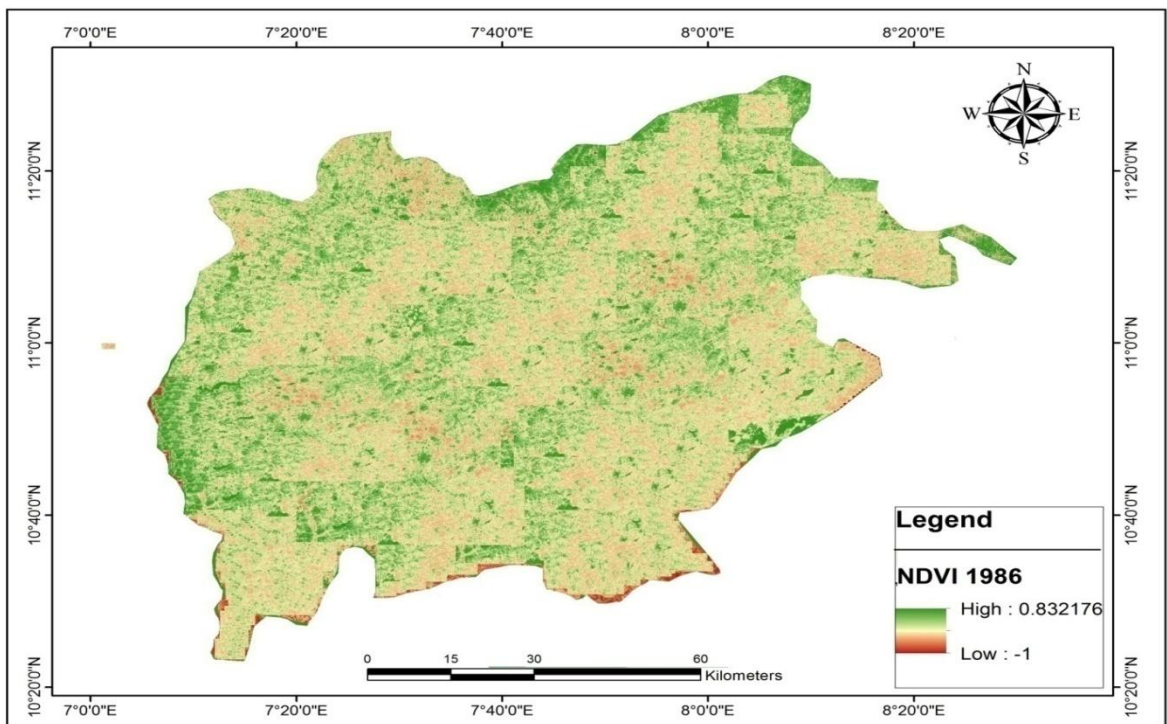 7°0'0"E 7°20'0"E 7°40'0"E 8°0'0"E 8°20'0"E
N
W E
S
11°20'0"N 11°20'0"N
11°0'0"N 11°0'0"N
10°40'0"N 10°40'0"N
10°20'0"N 10°20'0"N
Legend
NDVI 1986
High : 0.832176
Low : -1
0 15 30 60
Kilometers
7°0'0"E 7°20'0"E 7°40'0"E 8°0'0"E 8°20'0"E